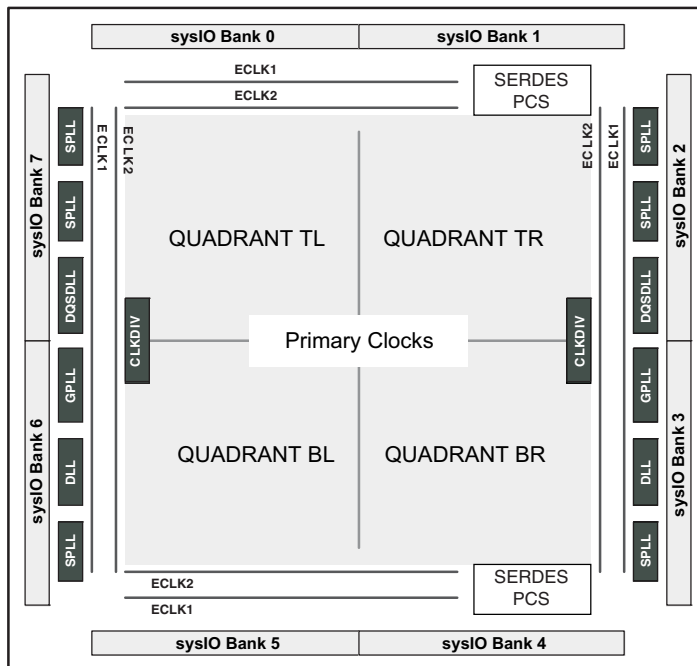 sysIO Bank 0
sysIO Bank 1
ECLK1
ECLK2
SERDES
PCS
sysIO Bank 7
SPLL
SPLL
DQSDLL
ECLK1
ECLK2
QUADRANT TL
QUADRANT TR
ECLK2
ECLK1
SPLL
SPLL
DQSDLL
sysIO Bank 2
CLKDIV
Primary Clocks
CLKDIV
sysIO Bank 6
GPLL
DLL
SPLL
QUADRANT BL
QUADRANT BR
GPLL
DLL
SPLL
sysIO Bank 3
ECLK2
ECLK1
SERDES
PCS
sysIO Bank 5
sysIO Bank 4